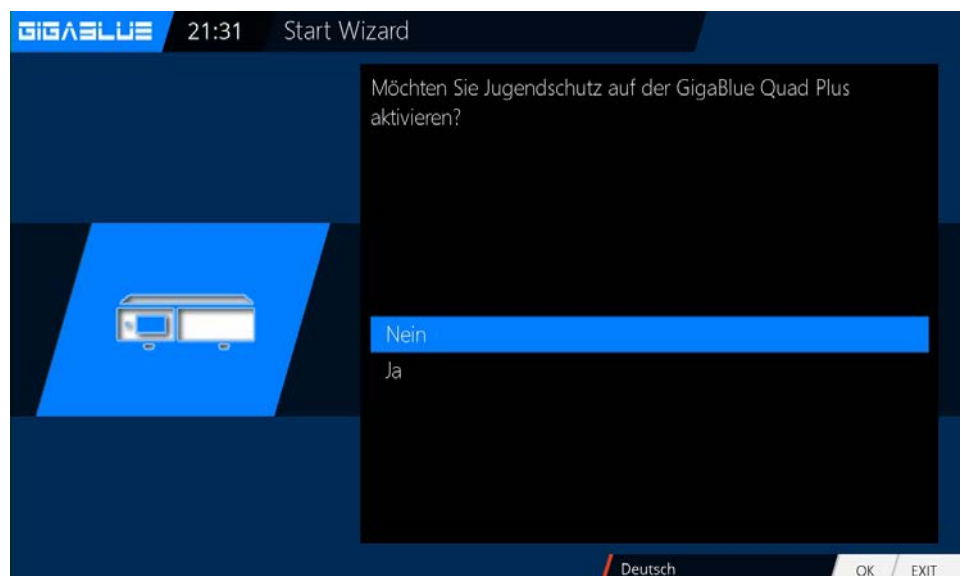 GIGABLUE 21:31 Start Wizard
Möchten Sie Jugendschutz auf der GigaBlue Quad Plus
aktivieren?
Nein
Ja
Deutsch OK EXIT